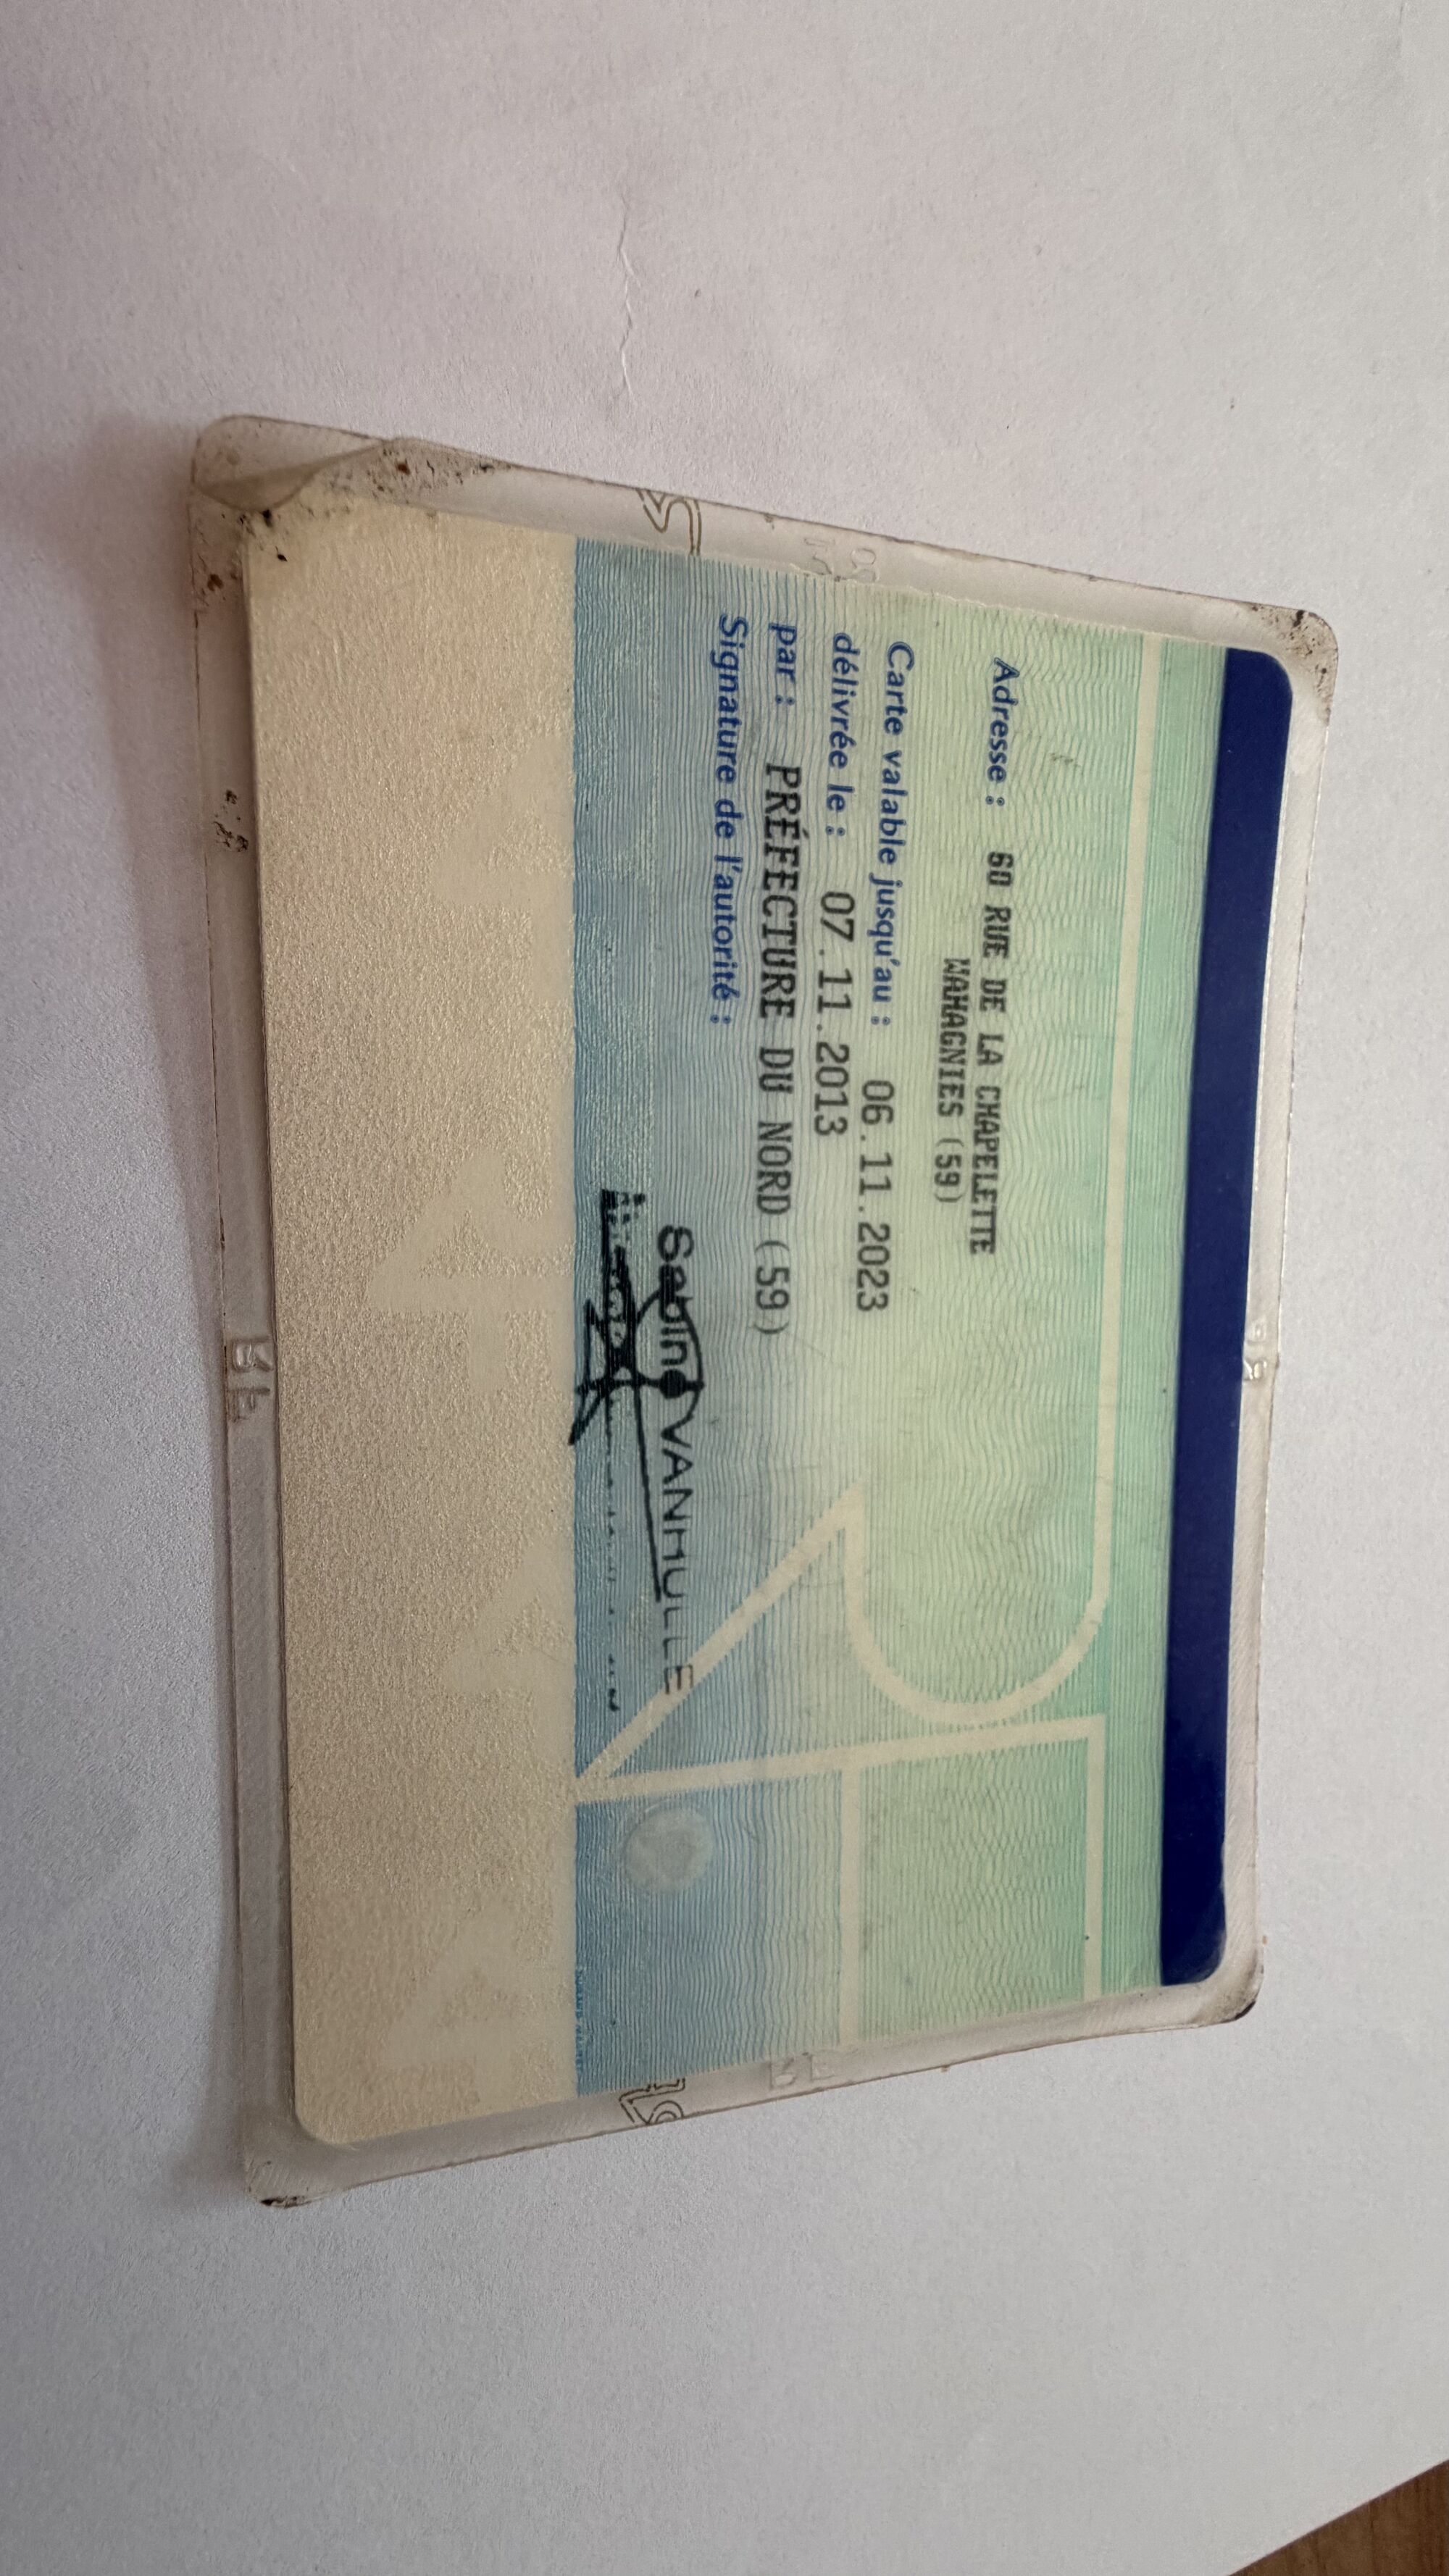 Adresse : 60 RUE DE LA CHAPELETTE
WAHAGNIES (59)
Carte valable jusqu'au : 06.11.2023
délivrée le : 07.11.2013
par : PRÉFECTURE DU NORD (59)
Signature de l'autorité :
VANHULLE